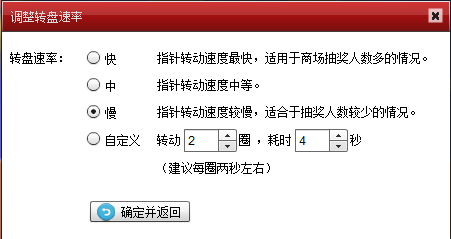 调整转盘速率
转盘速率： 快 指针转动速度最快，适用于商场抽奖人数多的情况。
中 指针转动速度中等。
慢 指针转动速度较慢，适合于抽奖人数较少的情况。
自定义 转动 2 圈 ，耗时 4 秒
（建议每圈两秒左右）
确定并返回